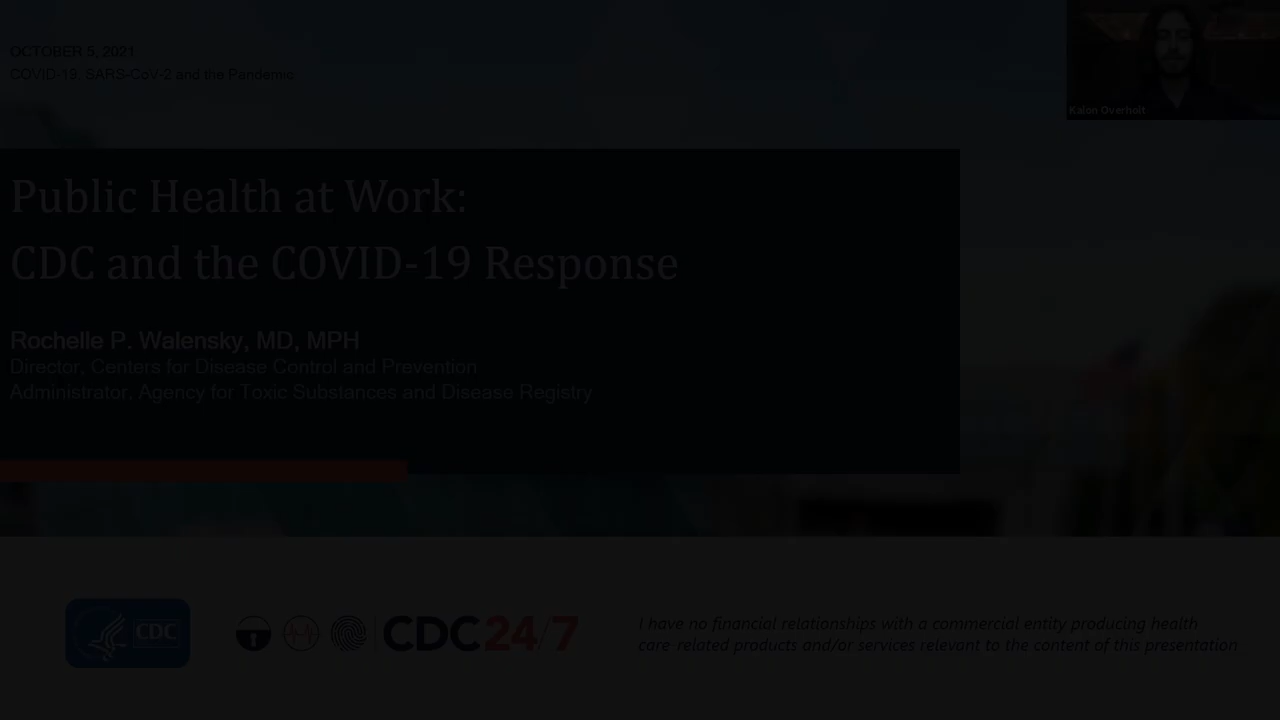 OCTOBER 5, 2021
COVID-19, SARS-CoV-2 and the Pandemic
Kalon Overholt
Public Health at Work:
CDC and the COVID-19 Response
Rochelle P. Walensky, MD, MPH
Director, Centers for Disease Control and Prevention
Administrator, Agency for Toxic Substances and Disease Registry
CDC
CDC 24/7
I have no financial relationships with a commercial entity producing health
care-related products and/or services relevant to the content of this presentation